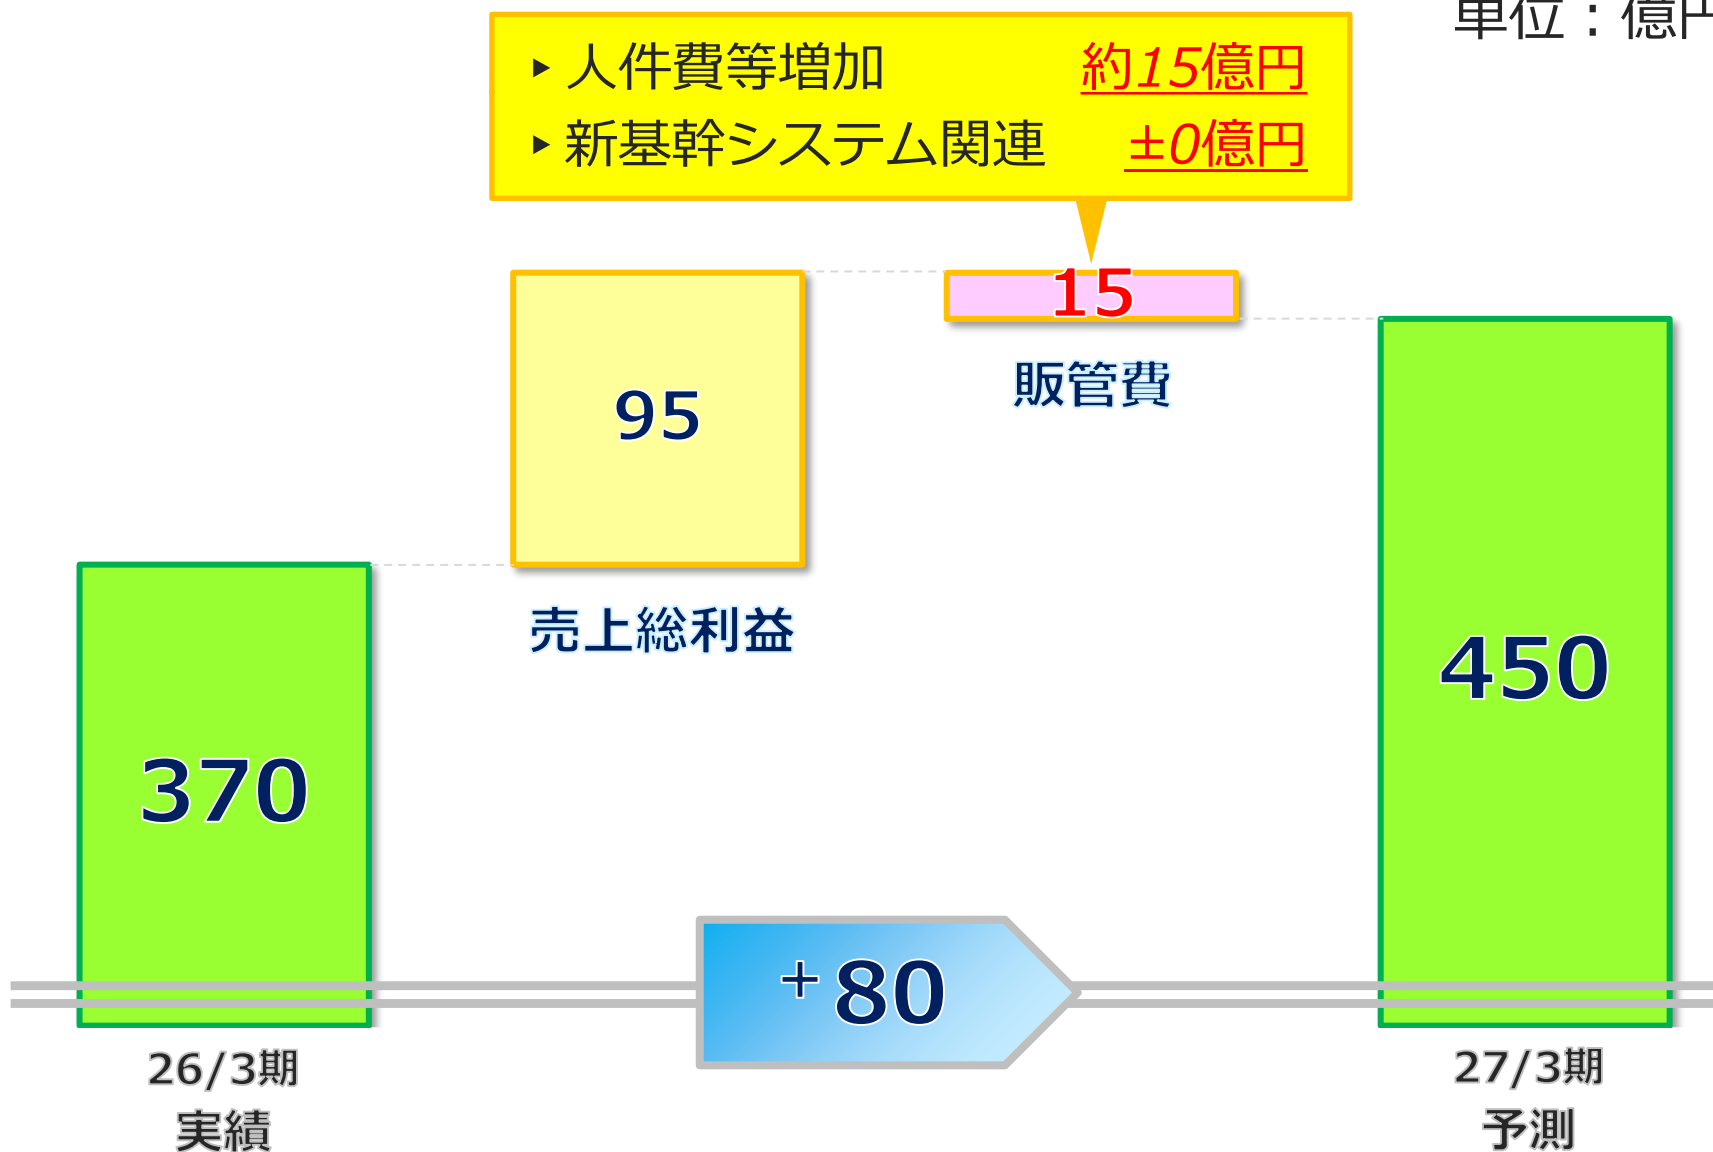 単位：億円
▸ 人件費等増加 約15億円
▸ 新基幹システム関連 ±0億円
15
販管費
95
売上総利益
450
370
+80
26/3期
実績
27/3期
予測